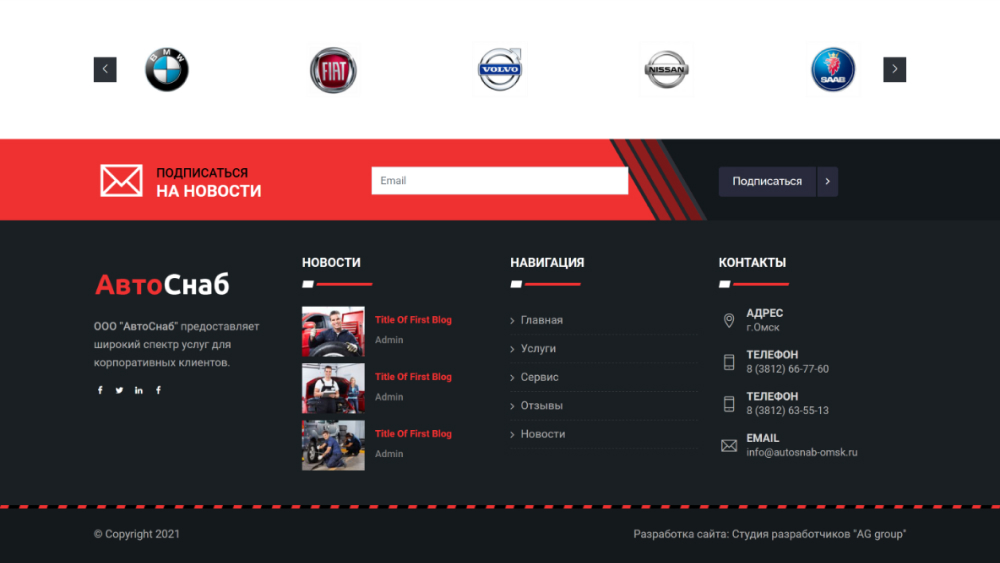 BMW
FIAT
VOLVO
NISSAN
SAAB
ПОДПИСАТЬСЯ
НА НОВОСТИ
Email
Подписаться
АвтоСнаб
ООО "АвтоСнаб" предоставляет
широкий спектр услуг для
корпоративных клиентов.
НОВОСТИ
Title Of First Blog
Admin
Title Of First Blog
Admin
Title Of First Blog
Admin
НАВИГАЦИЯ
Главная
Услуги
Сервис
Отзывы
Новости
КОНТАКТЫ
АДРЕС
г.Омск
ТЕЛЕФОН
8 (3812) 66-77-60
ТЕЛЕФОН
8 (3812) 63-55-13
EMAIL
info@autosnab-omsk.ru
© Copyright 2021
Разработка сайта: Студия разработчиков "AG group"